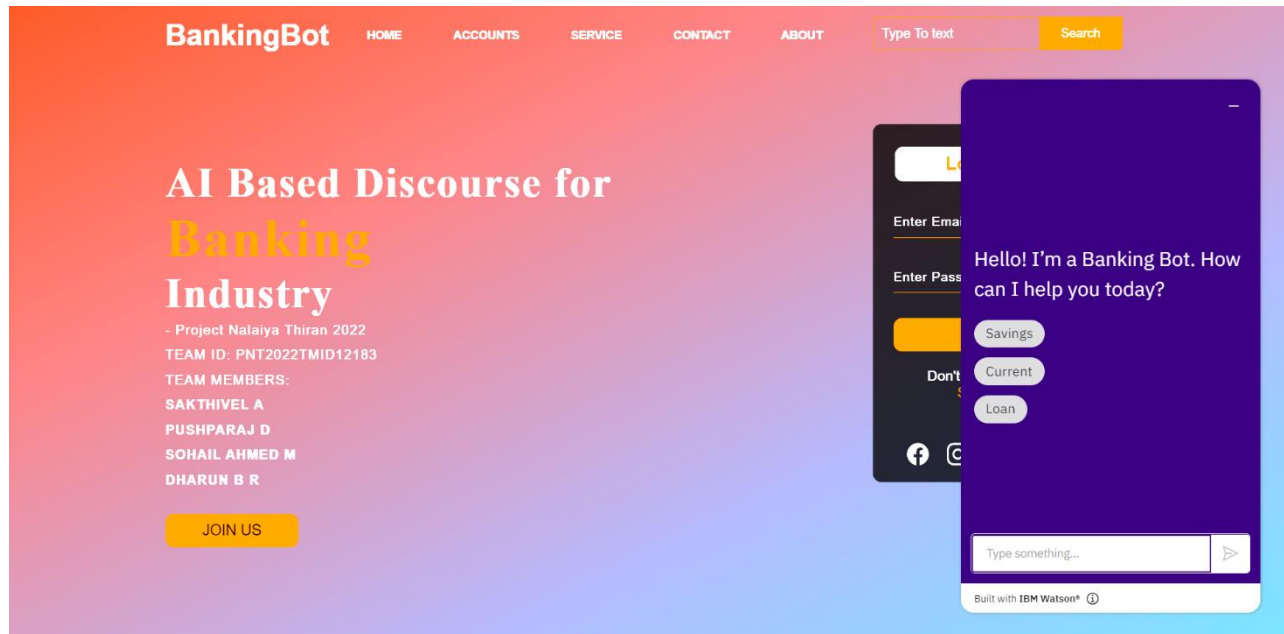 BankingBot HOME ACCOUNTS SERVICE CONTACT ABOUT Type To text Search
AI Based Discourse for
Banking
Industry
- Project Nalaiya Thiran 2022
TEAM ID: PNT2022TMID12183
TEAM MEMBERS:
SAKTHIVEL A
PUSHPARAJ D
SOHAIL AHMED M
DHARUN B R
JOIN US
Enter
Enter
Don't
Hello! I'm a Banking Bot. How
can I help you today?
Savings
Current
Loan
Type something...
Built with IBM Watson®